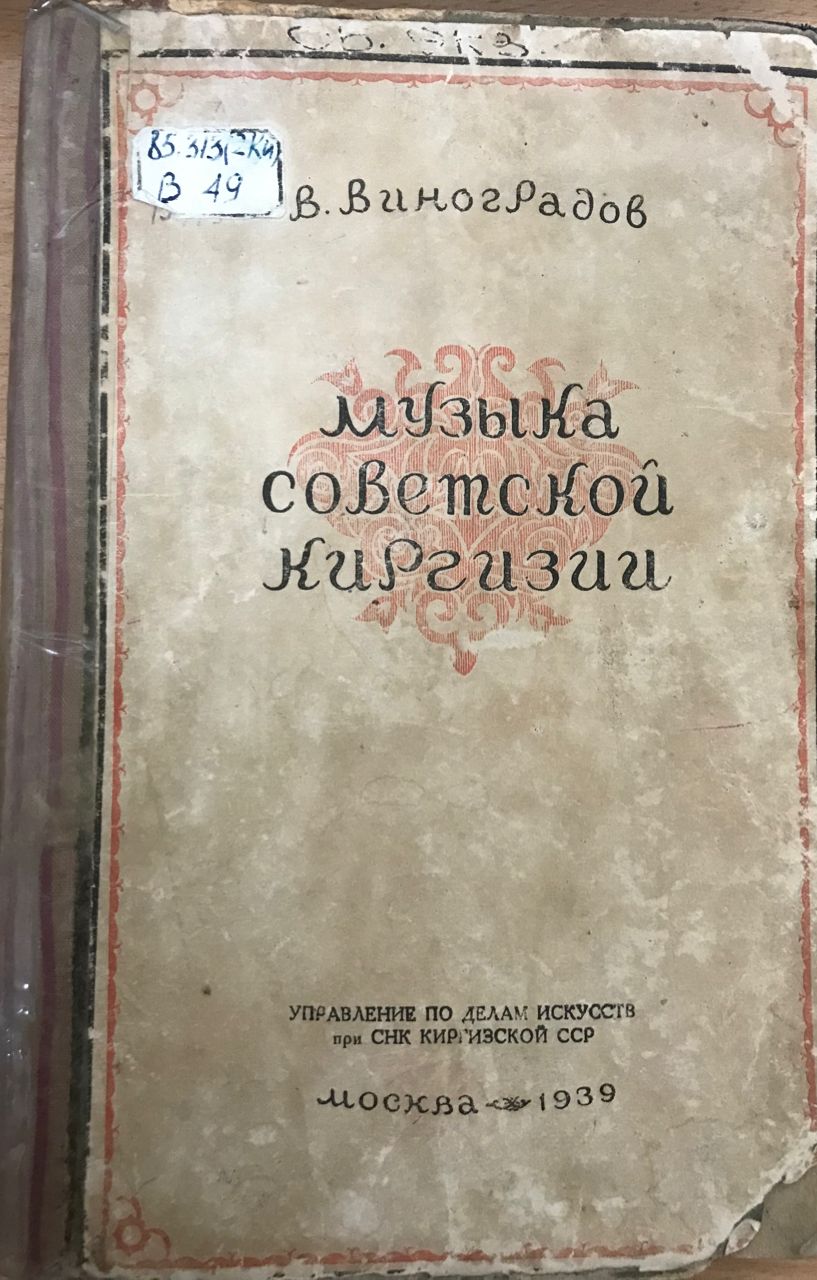 85.313(2Ки)
В 49
В. Виноградов
Музыка
советской
Киргизии
УПРАВЛЕНИЕ ПО ДЕЛАМ ИСКУССТВ
при СНК КИРГИЗСКОЙ ССР
Москва 1939